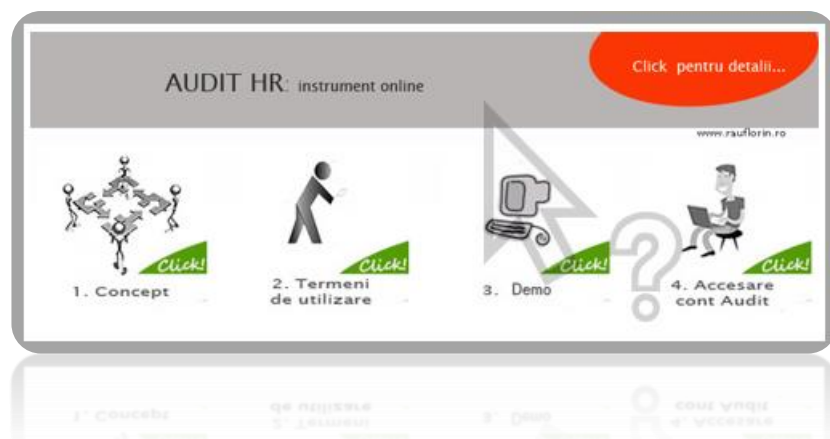 AUDIT HR: instrument online
Click pentru detalii...
www.rauflorin.ro
Click!
1. Concept
Click!
2. Termeni
de utilizare
Click!
3. Demo
Click!
4. Accesare
cont Audit